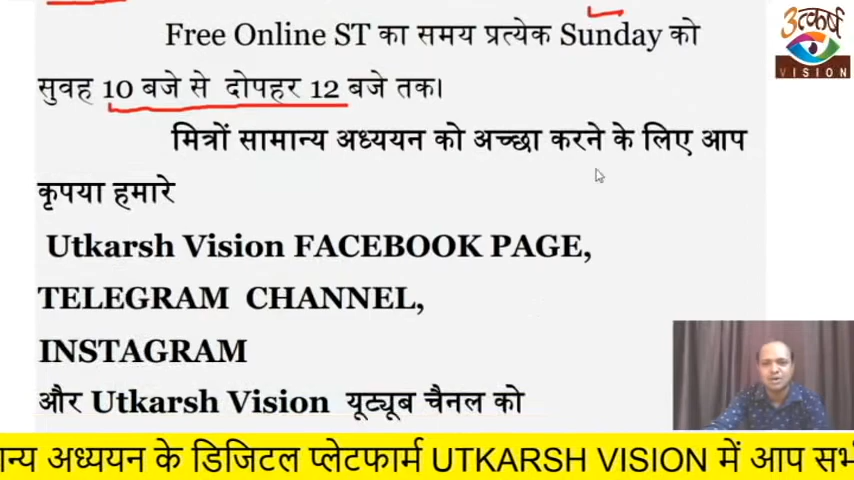 Free Online ST का समय प्रत्येक Sunday को
सुवह 10 बजे से दोपहर 12 बजे तक।
मित्रों सामान्य अध्ययन को अच्छा करने के लिए आप
कृपया हमारे
Utkarsh Vision FACEBOOK PAGE,
TELEGRAM CHANNEL,
INSTAGRAM
और Utkarsh Vision यूट्यूब चैनल को
उत्कर्ष
VISION
अध्ययन के डिजिटल प्लेटफार्म UTKARSH VISION में आप